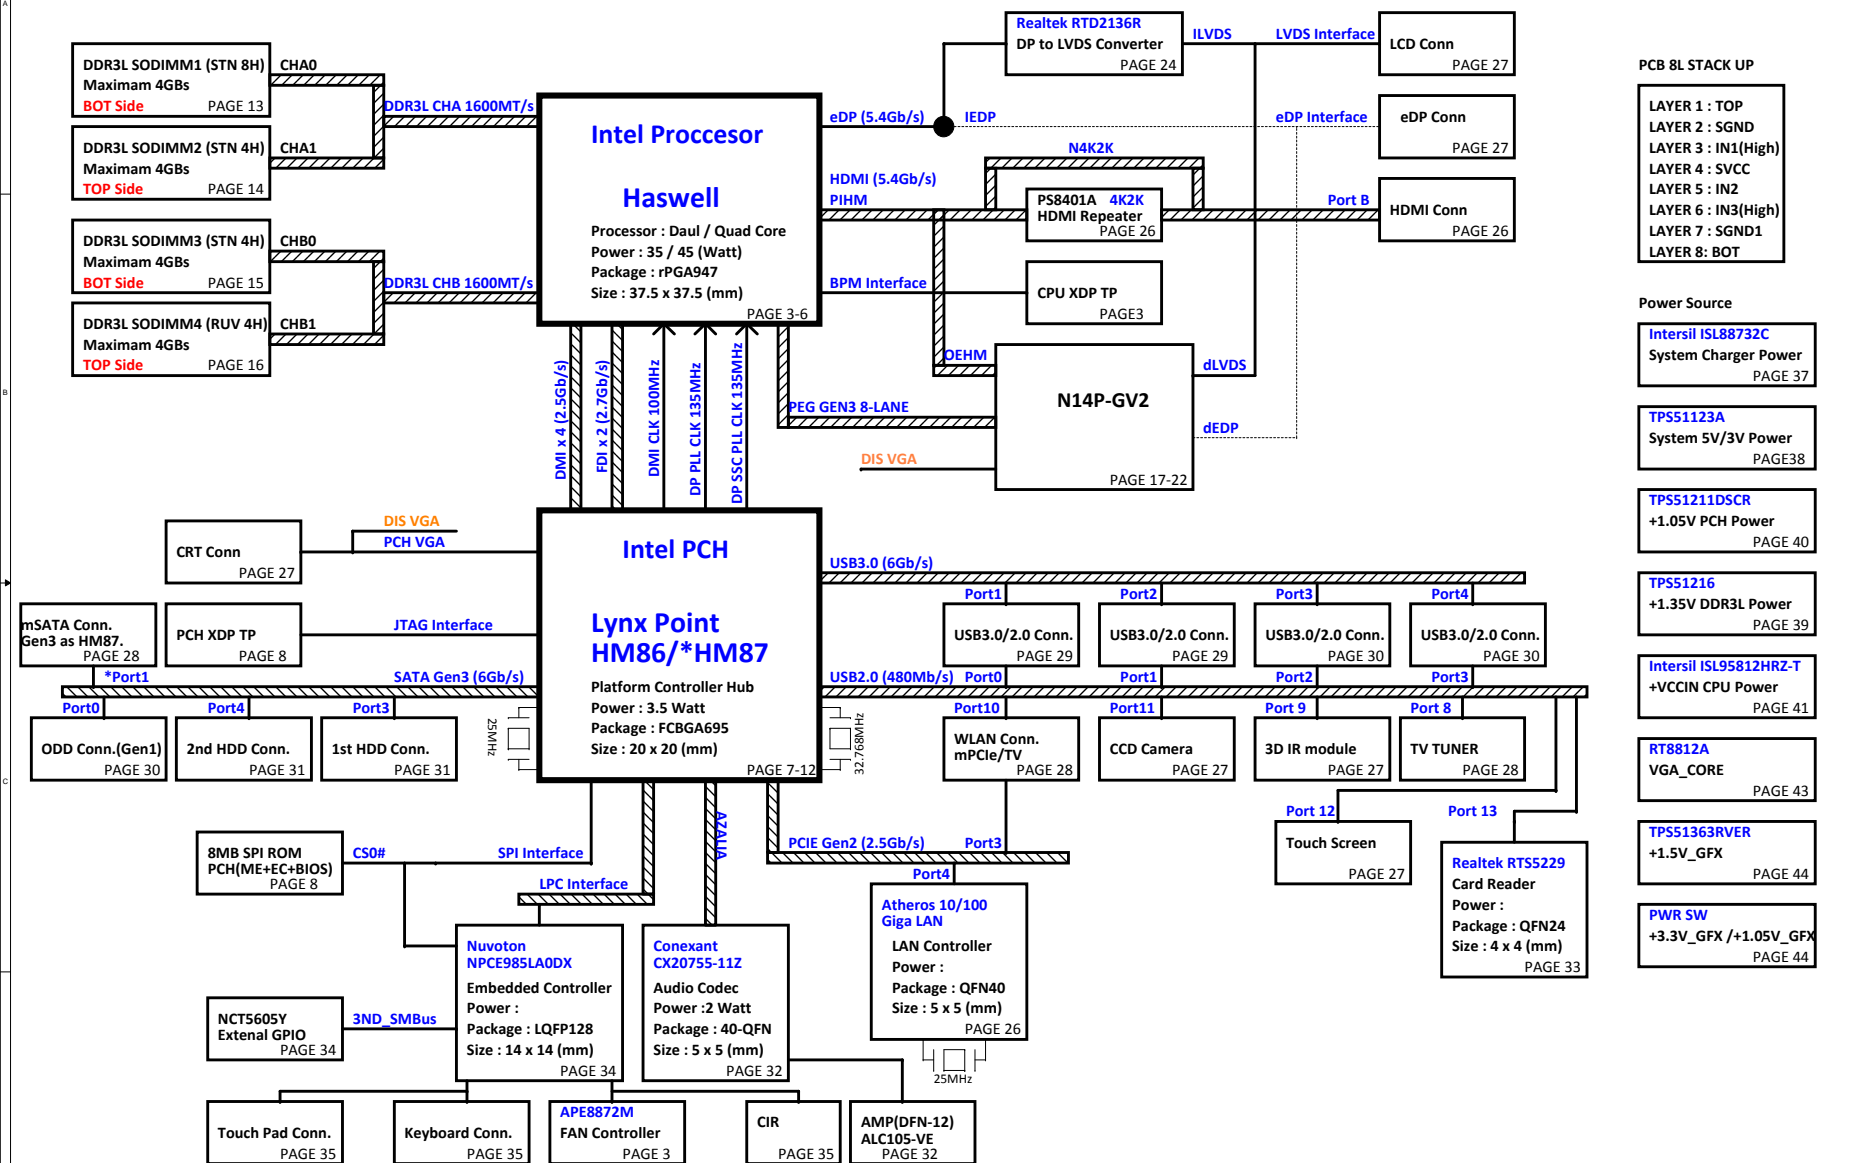 A
B
C
DDR3L SODIMM1 (STN 8H)
Maximam 4GBs
BOT Side
PAGE 13
CHA0
DDR3L SODIMM2 (STN 4H)
Maximam 4GBs
TOP Side
PAGE 14
CHA1
DDR3L CHA 1600MT/s
DDR3L SODIMM3 (STN 4H)
Maximam 4GBs
BOT Side
PAGE 15
CHB0
DDR3L SODIMM4 (RUV 4H)
Maximam 4GBs
TOP Side
PAGE 16
CHB1
DDR3L CHB 1600MT/s
Intel Proccesor
Haswell
Processor : Daul / Quad Core
Power : 35 / 45 (Watt)
Package : rPGA947
Size : 37.5 x 37.5 (mm)
PAGE 3-6
Realtek RTD2136R
DP to LVDS Converter
PAGE 24
ILVDS
LVDS Interface
LCD Conn
PAGE 27
eDP (5.4Gb/s)
IEDP
eDP Interface
eDP Conn
PAGE 27
N4K2K
HDMI (5.4Gb/s)
PIHM
PS8401A 4K2K
HDMI Repeater
PAGE 26
Port B
HDMI Conn
PAGE 26
BPM Interface
CPU XDP TP
PAGE3
OEHM
dLVDS
N14P-GV2
PEG GEN3 8-LANE
dEDP
DIS VGA
PAGE 17-22
DMI x 4 (2.5Gb/s)
FDI x 2 (2.7Gb/s)
DMI CLK 100MHz
DP PLL CLK 135MHz
DP SSC PLL CLK 135MHz
PCB 8L STACK UP
LAYER 1 : TOP
LAYER 2 : SGND
LAYER 3 : IN1(High)
LAYER 4 : SVCC
LAYER 5 : IN2
LAYER 6 : IN3(High)
LAYER 7 : SGND1
LAYER 8: BOT
Power Source
Intersil ISL88732C
System Charger Power
PAGE 37
TPS51123A
System 5V/3V Power
PAGE38
TPS51211DSCR
+1.05V PCH Power
PAGE 40
TPS51216
+1.35V DDR3L Power
PAGE 39
Intersil ISL95812HRZ-T
+VCCIN CPU Power
PAGE 41
RT8812A
VGA_CORE
PAGE 43
TPS51363RVER
+1.5V_GFX
PAGE 44
PWR SW
+3.3V_GFX /+1.05V_GFX
PAGE 44
CRT Conn
PAGE 27
DIS VGA
PCH VGA
mSATA Conn.
Gen3 as HM87.
PAGE 28
PCH XDP TP
PAGE 8
JTAG Interface
*Port1
SATA Gen3 (6Gb/s)
Port0
Port4
Port3
ODD Conn.(Gen1)
PAGE 30
2nd HDD Conn.
PAGE 31
1st HDD Conn.
PAGE 31
25MHz
Intel PCH
Lynx Point
HM86/*HM87
Platform Controller Hub
Power : 3.5 Watt
Package : FCBGA695
Size : 20 x 20 (mm)
PAGE 7-12
32.768MHz
USB3.0 (6Gb/s)
Port1
Port2
Port3
Port4
USB3.0/2.0 Conn.
PAGE 29
USB3.0/2.0 Conn.
PAGE 29
USB3.0/2.0 Conn.
PAGE 30
USB3.0/2.0 Conn.
PAGE 30
USB2.0 (480Mb/s)
Port0
Port1
Port2
Port3
Port10
Port11
Port 9
Port 8
WLAN Conn.
mPCIe/TV
PAGE 28
CCD Camera
PAGE 27
3D IR module
PAGE 27
TV TUNER
PAGE 28
Port 12
Touch Screen
PAGE 27
Port 13
Realtek RTS5229
Card Reader
Power :
Package : QFN24
Size : 4 x 4 (mm)
PAGE 33
8MB SPI ROM
PCH(ME+EC+BIOS)
PAGE 8
CS0#
SPI Interface
LPC Interface
AZALIA
PCIE Gen2 (2.5Gb/s)
Port3
Port4
Atheros 10/100
Giga LAN
LAN Controller
Power :
Package : QFN40
Size : 5 x 5 (mm)
PAGE 26
25MHz
Nuvoton
NPCE985LA0DX
Embedded Controller
Power :
Package : LQFP128
Size : 14 x 14 (mm)
PAGE 34
Conexant
CX20755-11Z
Audio Codec
Power :2 Watt
Package : 40-QFN
Size : 5 x 5 (mm)
PAGE 32
NCT5605Y
Extenal GPIO
PAGE 34
3ND_SMBus
Touch Pad Conn.
PAGE 35
Keyboard Conn.
PAGE 35
APE8872M
FAN Controller
PAGE 3
CIR
PAGE 35
AMP(DFN-12)
ALC105-VE
PAGE 32